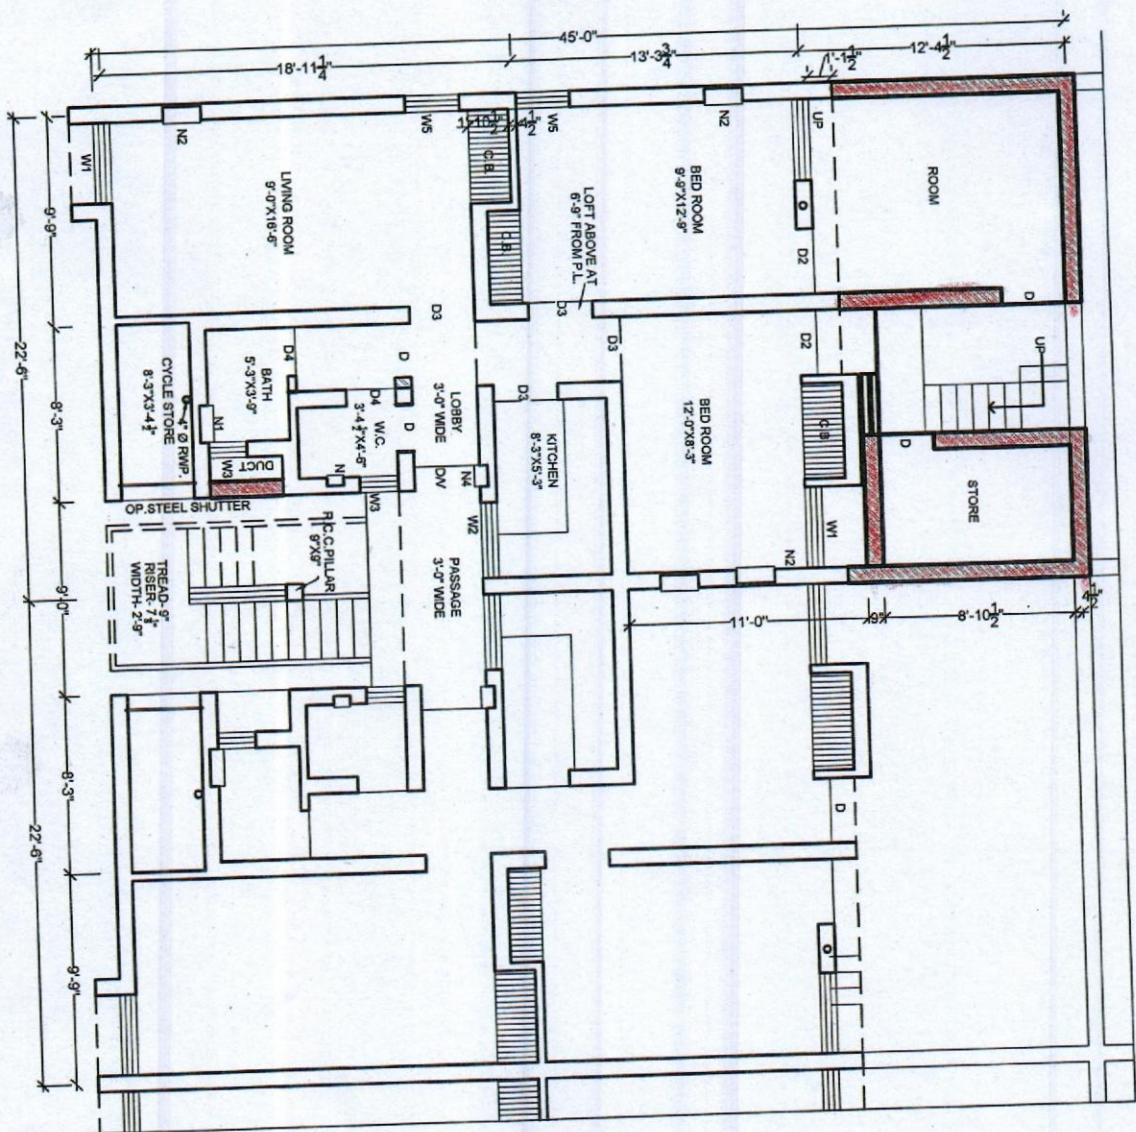 45'-0"
18'-11 1/4"
13'-3 3/4"
1'-1 1/2"
12'-4 1/2"
W1
N2
W5
1'-10 1/2"
4 1/2"
W5
N2
UP
C.B.
C.B.
LIVING ROOM
9'-0"X16'-6"
LOFT ABOVE AT
6'-9" FROM P.L.
BED ROOM
9'-9"X12'-9"
D2
ROOM
D
D3
D3
D3
D2
UP
22'-6"
9'-9"
8'-3"
9'-0"
8'-3"
9'-9"
22'-6"
CYCLE STORE
8'-3"X3'-4 1/2"
4" Ø RWP.
BATH
5'-3"X3'-9"
D4
N1
W3
DUCT
D
D4
D
W.C.
3'-4 1/2"X4'-6"
N
W3
LOBBY
3'-0" WIDE
D/V
N4
D3
KITCHEN
8'-3"X5'-3"
W2
BED ROOM
12'-0"X8'-3"
C.B.
W1
N2
D
STORE
OP.STEEL SHUTTER
R.C.C.PILLAR
9"X9"
TREAD- 9"
RISER- 7 1/2"
WIDTH- 2'-9"
PASSAGE
3'-0" WIDE
11'-0"
9"
8'-10 1/2"
4 1/2"
D